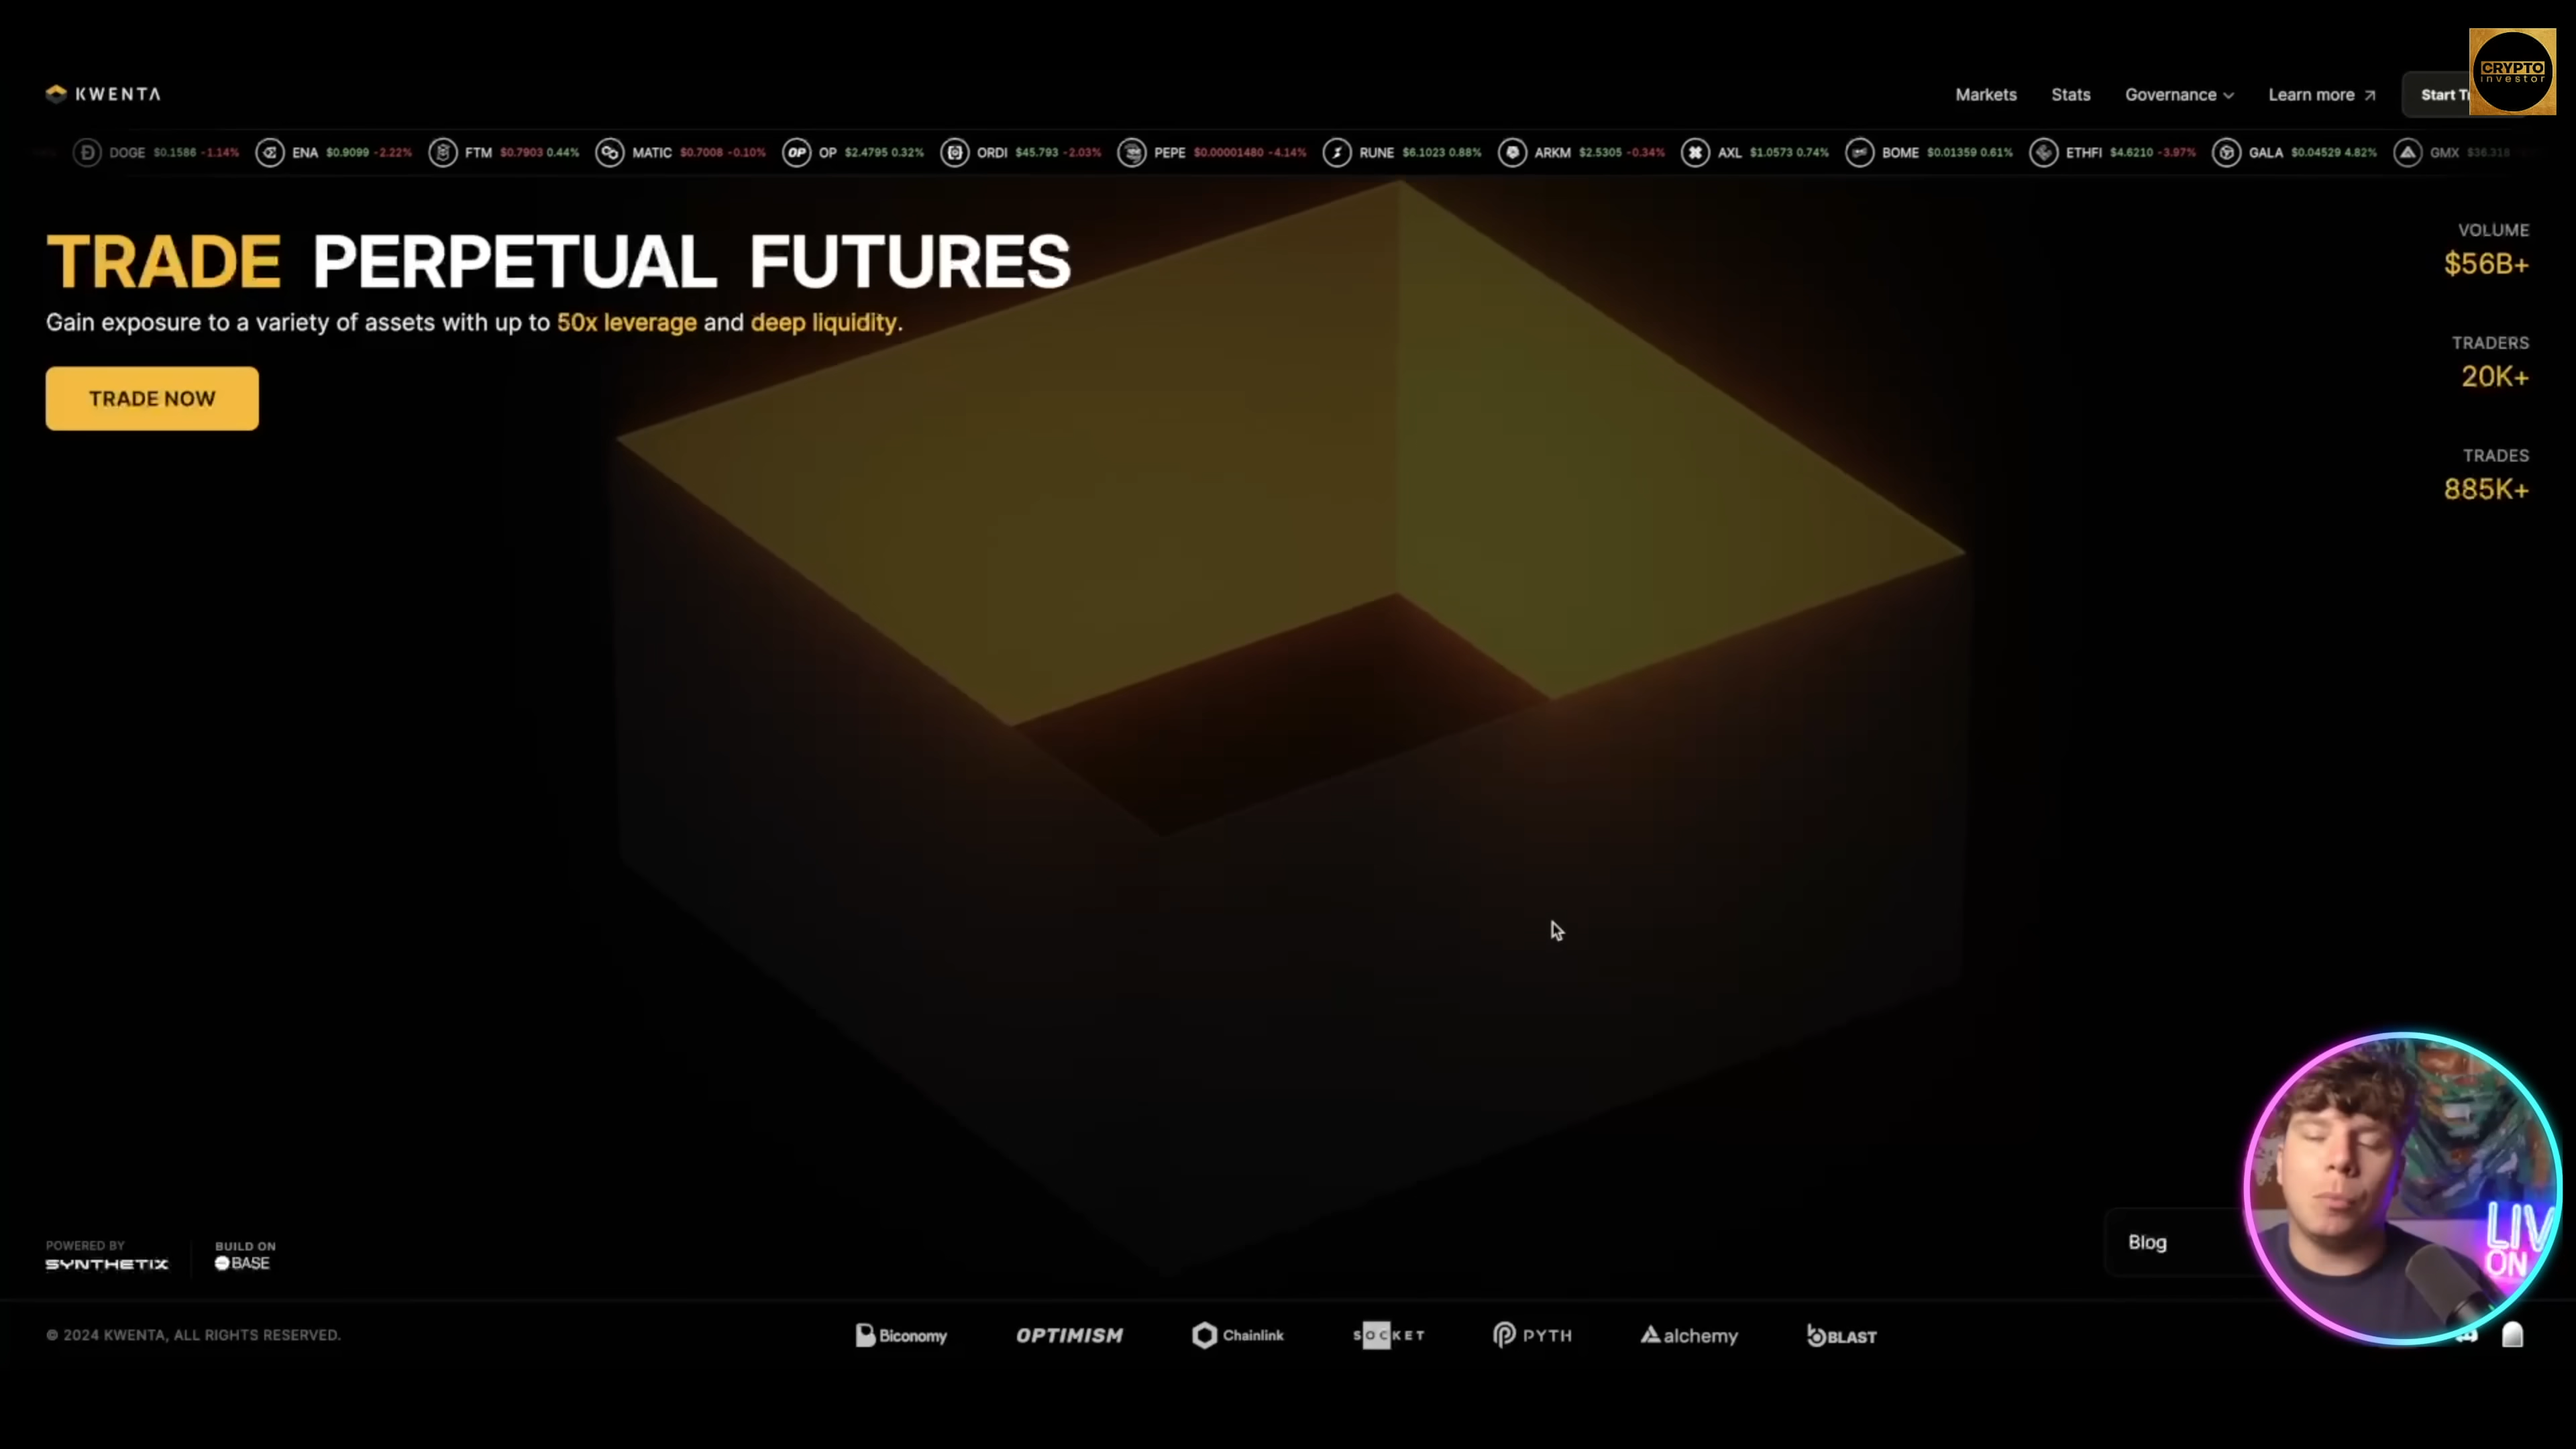 CRYPTO
investor
KWENTA
Markets Stats Governance Learn more Start
DOGE $0.1586 -1.14% ENA $0.9099 -2.22% FTM $0.7903 0.44% MATIC $0.7008 -0.10% OP OP $2.4795 0.32% ORDI $45.793 -2.03% PEPE $0.00001480 -4.14% RUNE $6.1023 0.88% ARKM $2.5305 -0.34% AXL $1.0573 0.74% BOME $0.01359 0.61% ETHFI $4.6210 -3.97% GALA $0.04529 4.82% GMX $36.318
TRADE PERPETUAL FUTURES
Gain exposure to a variety of assets with up to 50x leverage and deep liquidity.
TRADE NOW
VOLUME
$56B+
TRADERS
20K+
TRADES
885K+
POWERED BY
SYNTHETIX
BUILD ON
BASE
Blog
LIV
ON
© 2024 KWENTA, ALL RIGHTS RESERVED.
Biconomy OPTIMISM Chainlink SOCKET PYTH alchemy BLAST